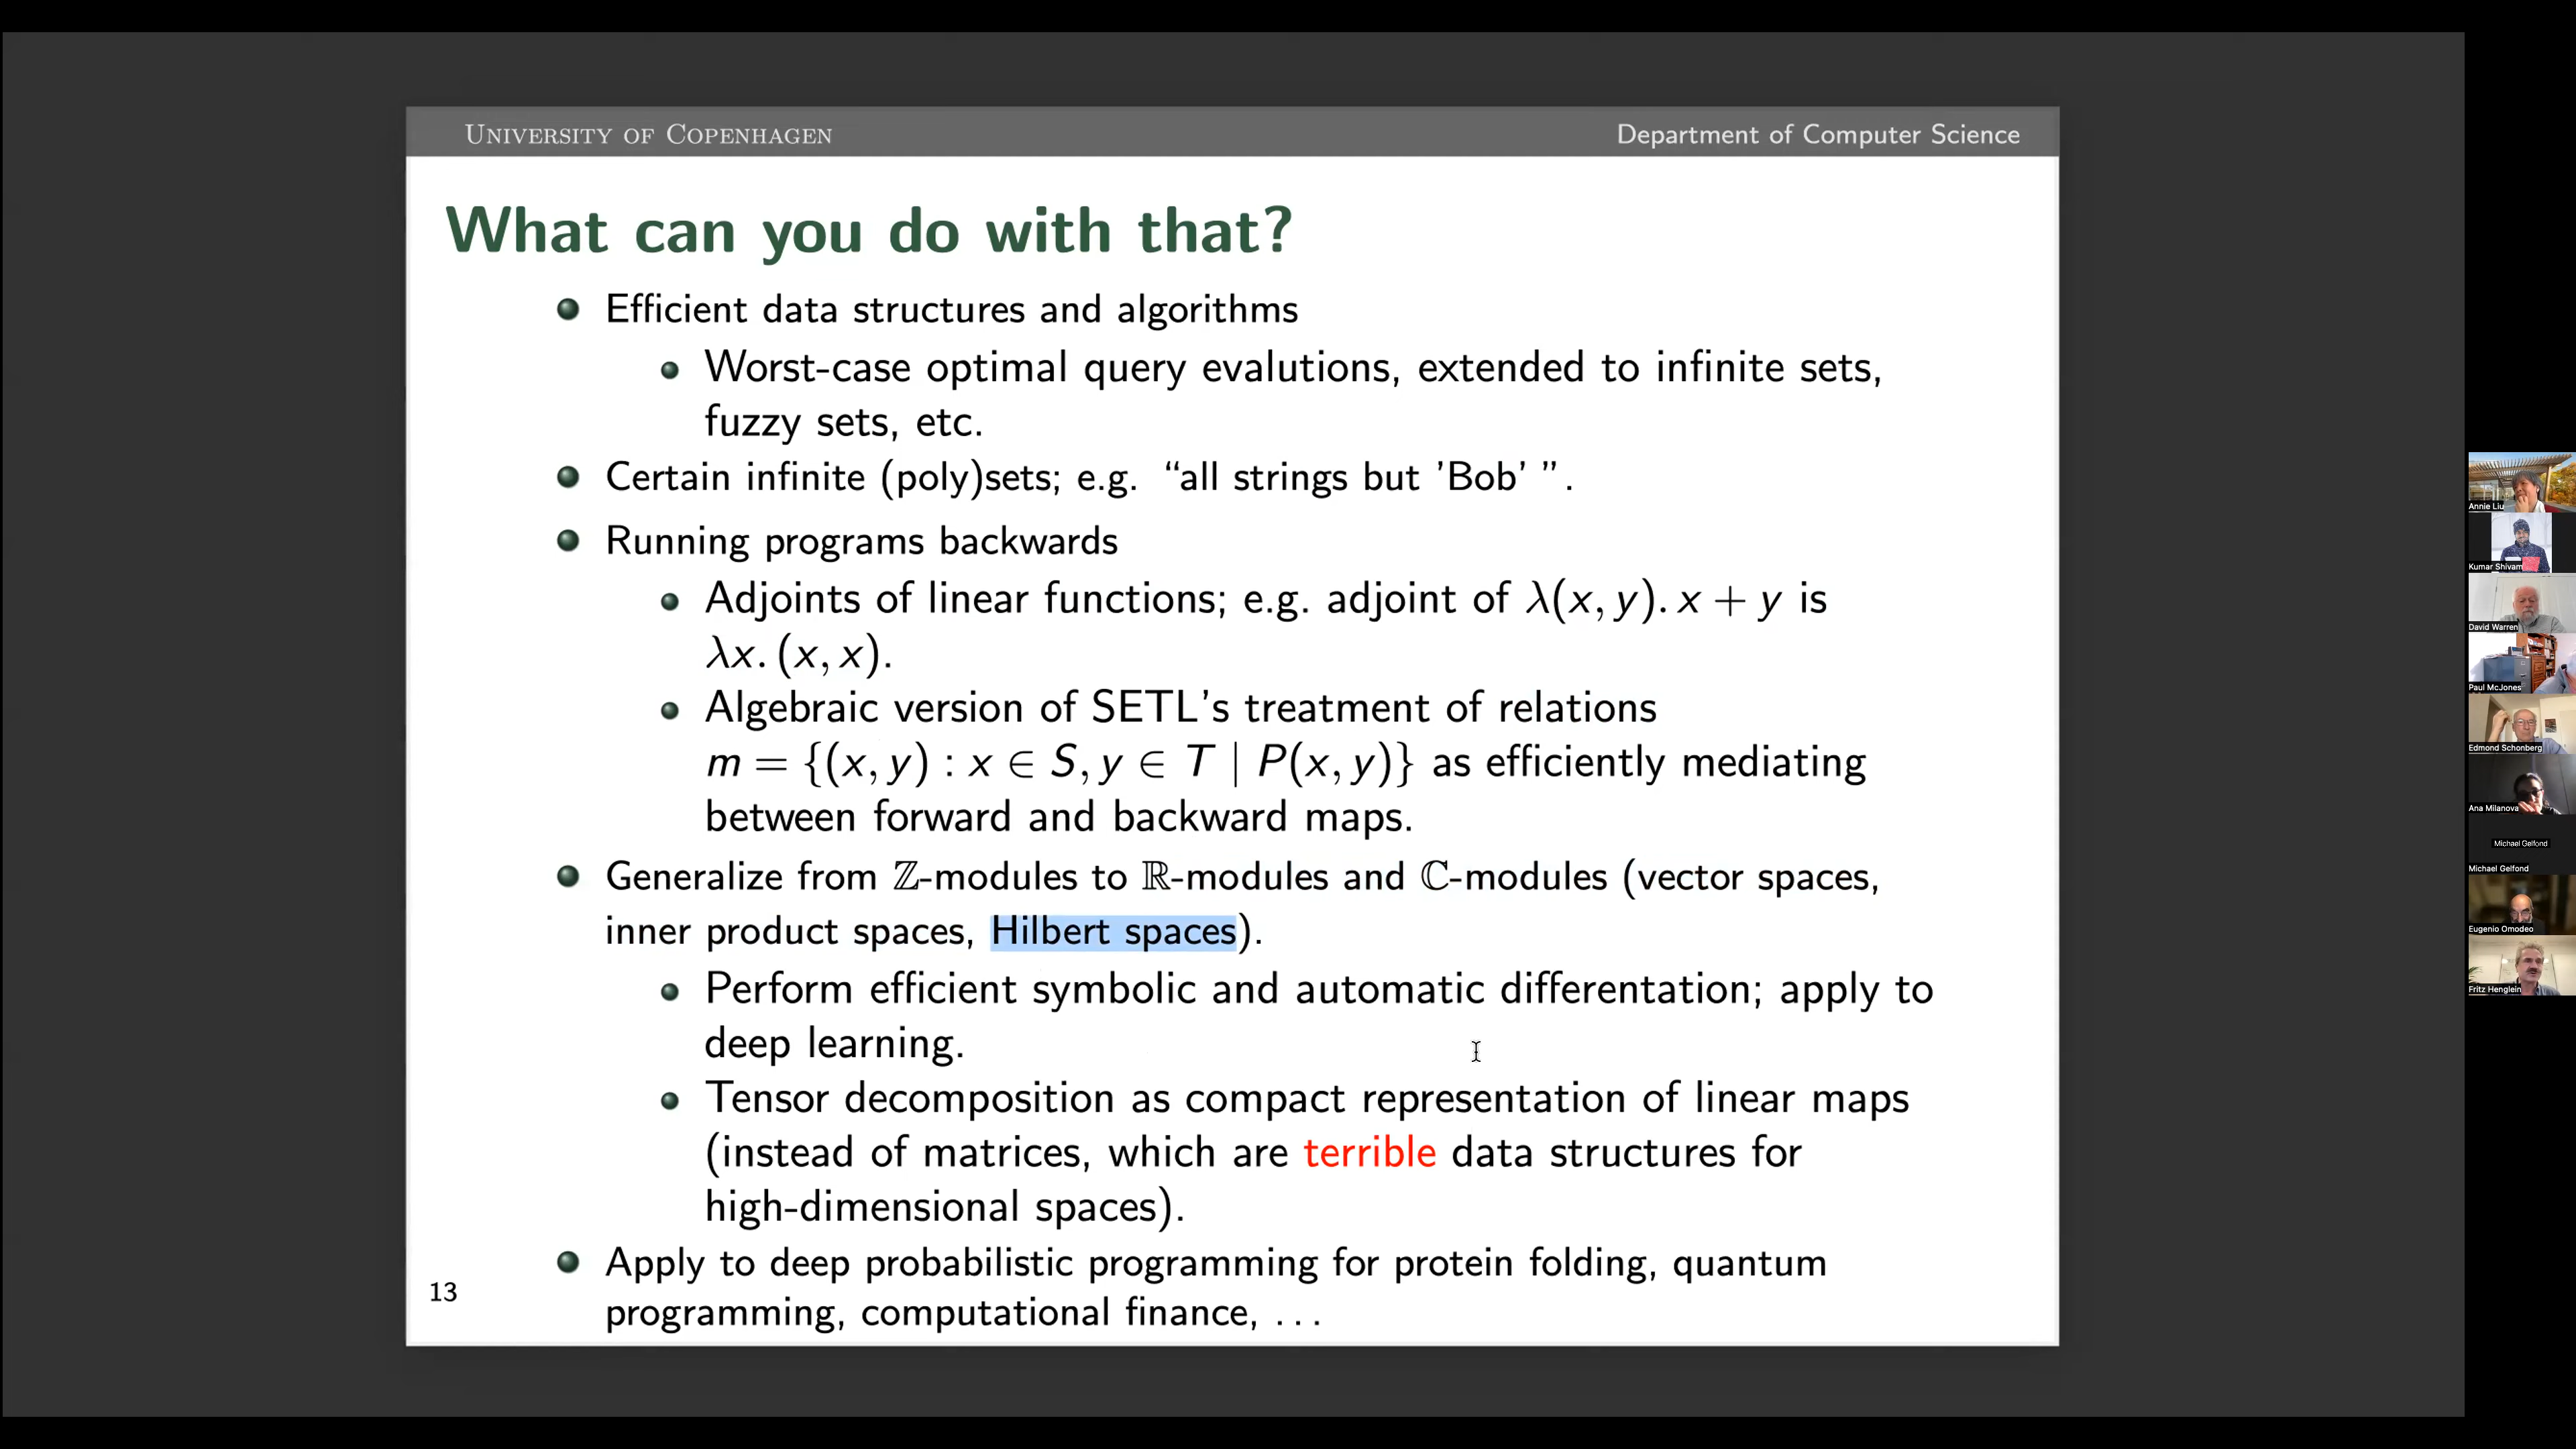 University of Copenhagen
Department of Computer Science
What can you do with that?
Efficient data structures and algorithms
Worst-case optimal query evalutions, extended to infinite sets,
fuzzy sets, etc.
Certain infinite (poly)sets; e.g. “all strings but ’Bob’ ”.
Running programs backwards
Adjoints of linear functions; e.g. adjoint of λ(x, y). x + y is
λx. (x, x).
Algebraic version of SETL's treatment of relations
m = {(x, y) : x ∈ S, y ∈ T | P(x, y)} as efficiently mediating
between forward and backward maps.
Generalize from ℤ-modules to ℝ-modules and ℂ-modules (vector spaces,
inner product spaces, Hilbert spaces).
Perform efficient symbolic and automatic differentation; apply to
deep learning.
Tensor decomposition as compact representation of linear maps
(instead of matrices, which are terrible data structures for
high-dimensional spaces).
Apply to deep probabilistic programming for protein folding, quantum
programming, computational finance, . . .
13
Annie Liu
Kumar Shivam
David Warren
Paul McJones
Edmond Schonberg
Ana Milanova
Michael Gelfond
Michael Gelfond
Eugenio Omodeo
Fritz Henglein